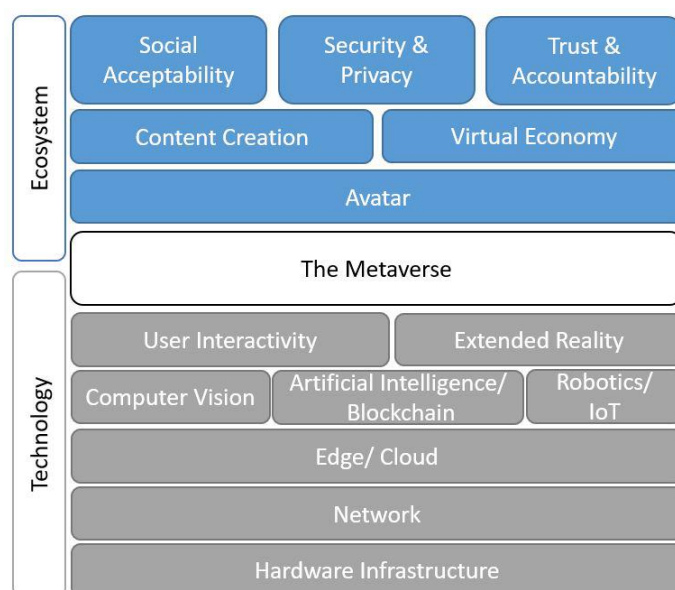 Ecosystem
Social
Acceptability
Security &
Privacy
Trust &
Accountability
Content Creation
Virtual Economy
Avatar
The Metaverse
Technology
User Interactivity
Extended Reality
Computer Vision
Artificial Intelligence/
Blockchain
Robotics/
IoT
Edge/ Cloud
Network
Hardware Infrastructure